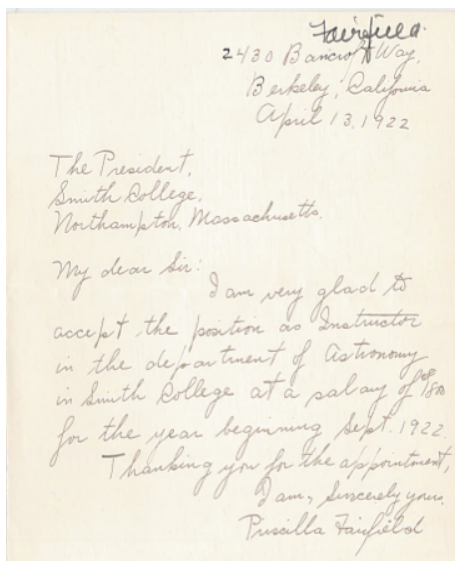 Fairfield.
2430 Bancroft Way,
Berkeley, California
April 13, 1922
The President,
Smith College,
Northampton, Massachusetts.
My dear Sir:
I am very glad to
accept the position as Instructor
in the department of Astronomy
in Smith College at a salary of $1800
for the year beginning Sept. 1922.
Thanking you for the appointment,
I am, Sincerely yours,
Priscilla Fairfield